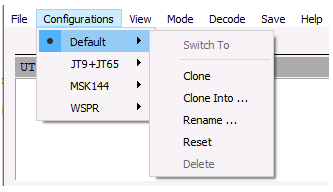 File Configurations View Mode Decode Save Help
Default
JT9+JT65
MSK144
WSPR
Switch To
Clone
Clone Into ...
Rename ...
Reset
Delete
UT